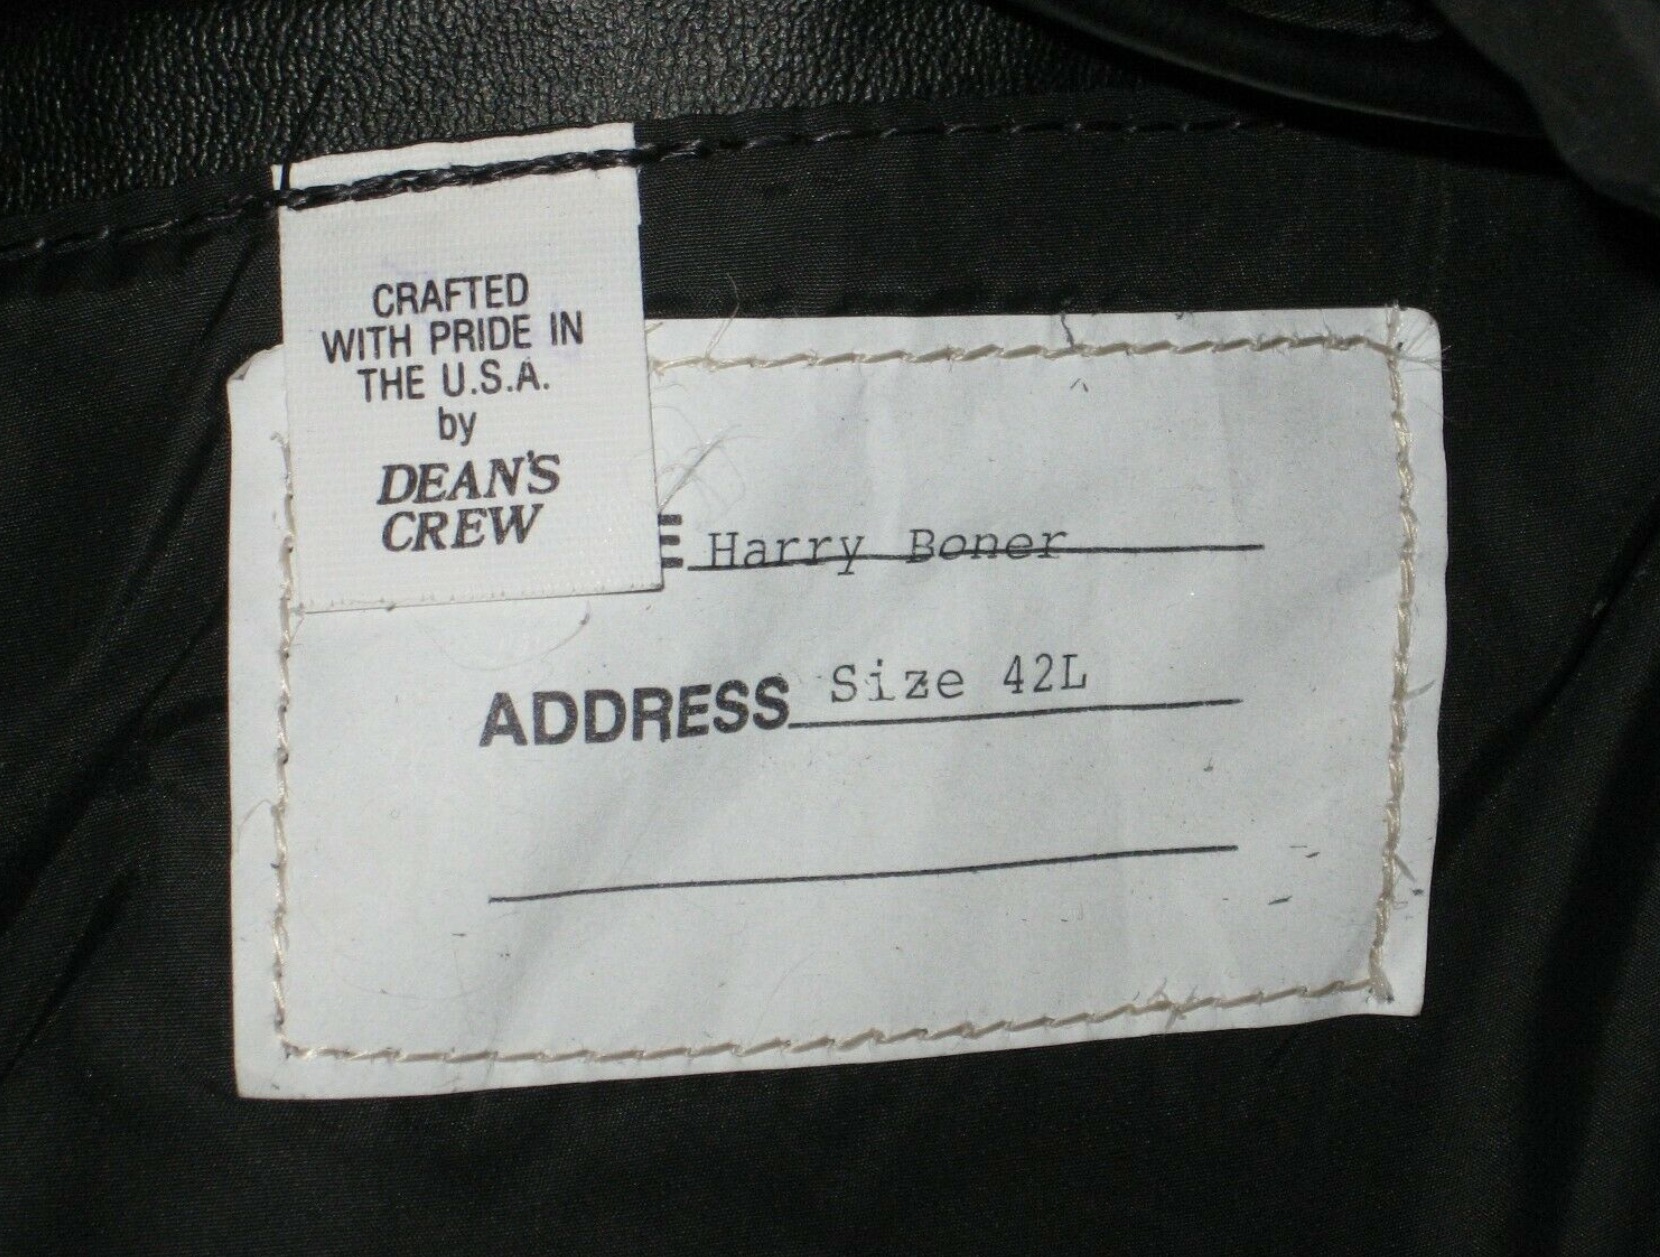 CRAFTED
WITH PRIDE IN
THE U.S.A.
by
DEAN'S
CREW
E Harry Boner
ADDRESS Size 42L